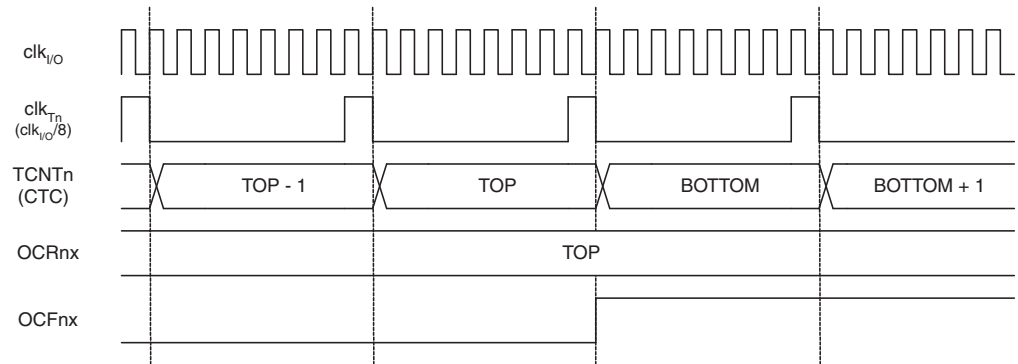 clkI/O
clkTn
(clkI/O/8)
TCNTn
(CTC)
TOP - 1
TOP
BOTTOM
BOTTOM + 1
OCRnx
TOP
OCFnx